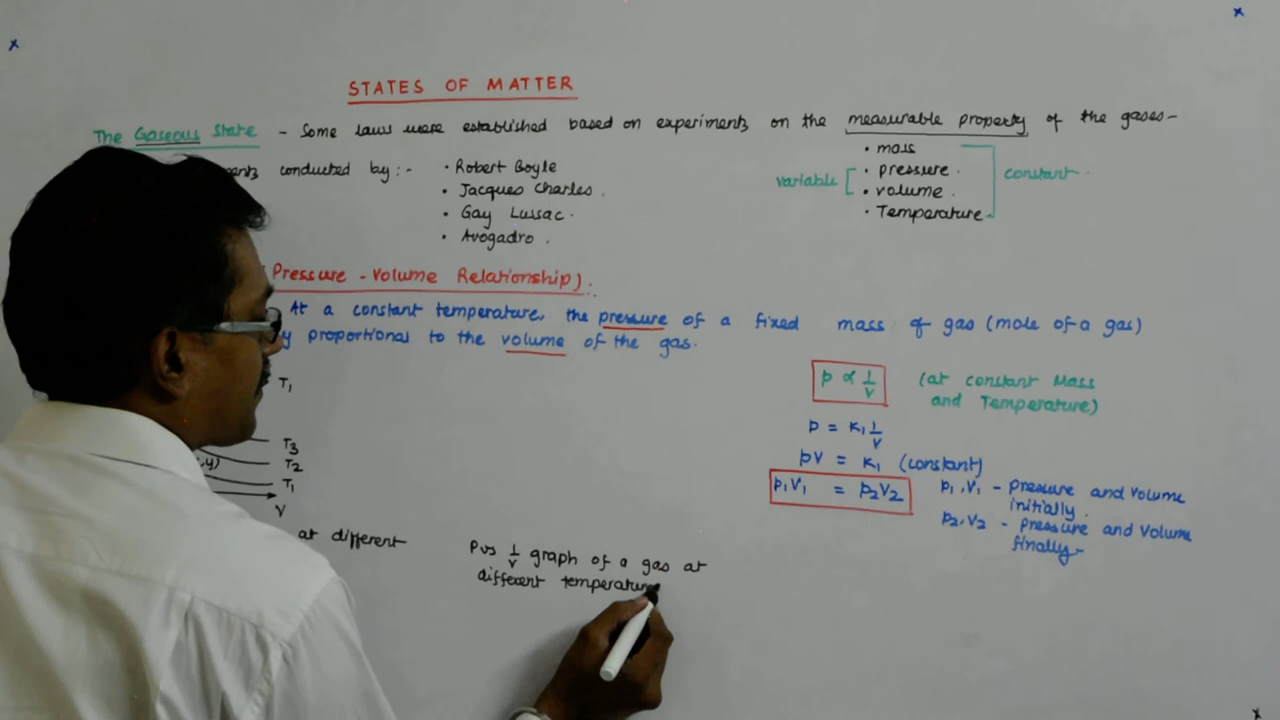 STATES OF MATTER
The Gaseous State - Some laws were established based on experiments on the measurable property of the gases-
conducted by:- • Robert Boyle
• Jacques Charles.
• Gay Lussac.
• Avogadro.
• mass
variable • pressure. constant.
• volume.
• Temperature
(Pressure - Volume Relationship).
At a constant temperature, the pressure of a fixed mass of gas (mole of a gas)
y proportional to the volume of the gas.
T1
T3
,y) T2
T1
V
at different
P vs 1/V graph of a gas at
different temperature
p ∝ 1/V (at constant Mass
and Temperature)
p = K1 1/V
pV = K1 (constant)
p1V1 = p2V2 p1,V1 - Pressure and Volume
initially.
p2,V2 - Pressure and Volume
finally-